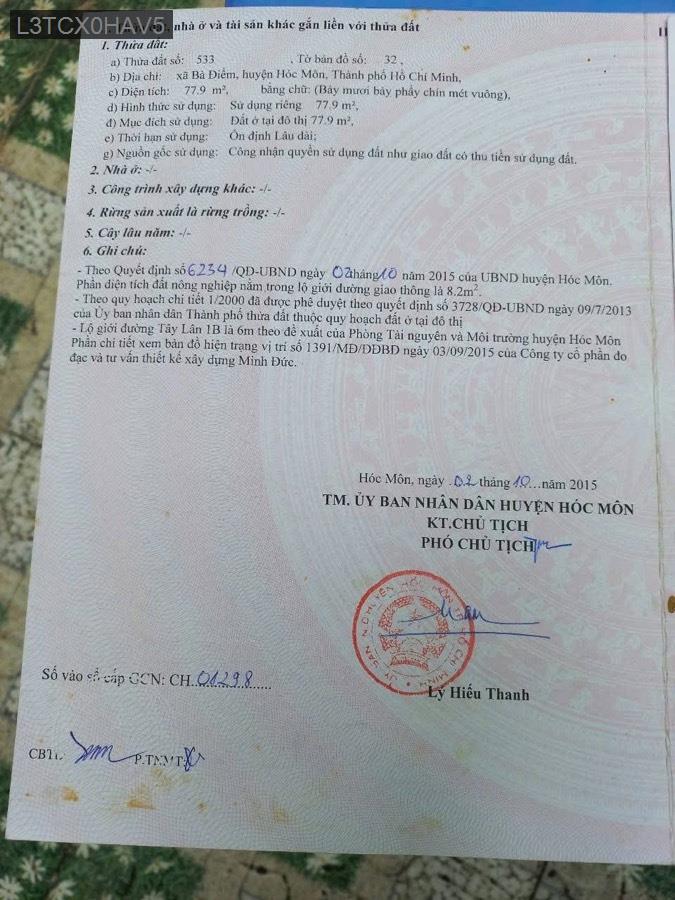 L3TCX0HAV5
nhà ở và tài sản khác gắn liền với thửa đất
II
1. Thửa đất:
a) Thửa đất số: 533 , Tờ bản đồ số: 32 ,
b) Địa chỉ: xã Bà Điểm, huyện Hóc Môn, Thành phố Hồ Chí Minh,
c) Diện tích: 77.9 m², bằng chữ: (Bảy mươi bảy phẩy chín mét vuông),
d) Hình thức sử dụng: Sử dụng riêng 77.9 m²,
đ) Mục đích sử dụng: Đất ở tại đô thị 77.9 m²,
e) Thời hạn sử dụng: Ổn định Lâu dài;
g) Nguồn gốc sử dụng: Công nhận quyền sử dụng đất như giao đất có thu tiền sử dụng đất.
2. Nhà ở: -/-
3. Công trình xây dựng khác: -/-
4. Rừng sản xuất là rừng trồng: -/-
5. Cây lâu năm: -/-
6. Ghi chú:
- Theo Quyết định số 6234 /QĐ-UBND ngày 02 tháng 10 năm 2015 của UBND huyện Hóc Môn.
Phần diện tích đất nông nghiệp nằm trong lộ giới đường giao thông là 8.2m².
- Theo quy hoạch chi tiết 1/2000 đã được phê duyệt theo quyết định số 3728/QĐ-UBND ngày 09/7/2013
của Ủy ban nhân dân Thành phố thửa đất thuộc quy hoạch đất ở tại đô thị
- Lộ giới đường Tây Lân 1B là 6m theo đề xuất của Phòng Tài nguyên và Môi trường huyện Hóc Môn
Phần chi tiết xem bản đồ hiện trạng vị trí số 1391/MĐ/ĐĐBĐ ngày 03/09/2015 của Công ty cổ phần đo
đạc và tư vấn thiết kế xây dựng Minh Đức.
Hóc Môn, ngày .02 tháng 10...năm 2015
TM. ỦY BAN NHÂN DÂN HUYỆN HÓC MÔN
KT.CHỦ TỊCH
PHÓ CHỦ TỊCH
Lý Hiếu Thanh
Số vào sổ cấp GCN: CH 01298
CBTL P.TNMT: